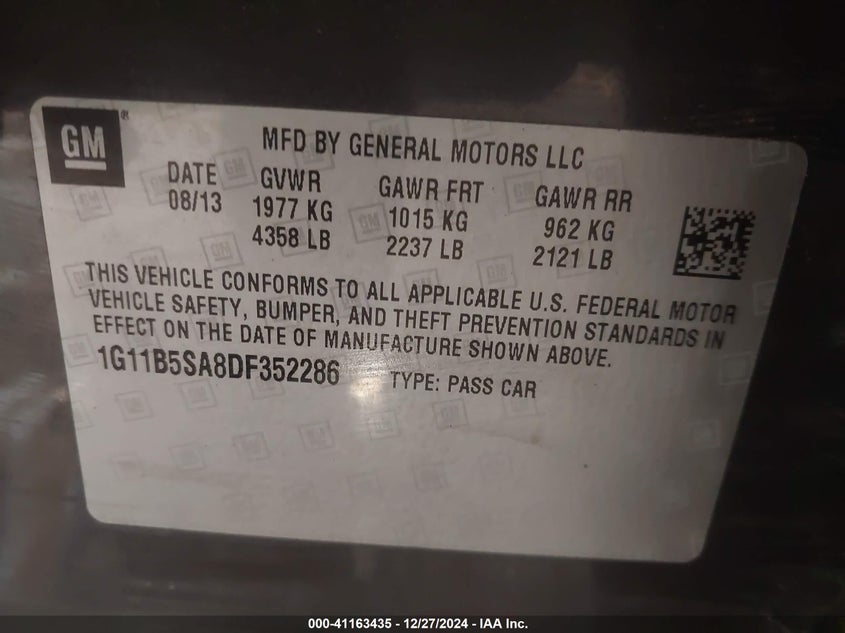 GM®
MFD BY GENERAL MOTORS LLC
DATE GVWR GAWR FRT GAWR RR
08/13 1977 KG 1015 KG 962 KG
4358 LB 2237 LB 2121 LB
THIS VEHICLE CONFORMS TO ALL APPLICABLE U.S. FEDERAL MOTOR
VEHICLE SAFETY, BUMPER, AND THEFT PREVENTION STANDARDS IN
EFFECT ON THE DATE OF MANUFACTURE SHOWN ABOVE.
1G11B5SA8DF352286 TYPE: PASS CAR
000-41163435 - 12/27/2024 - IAA Inc.